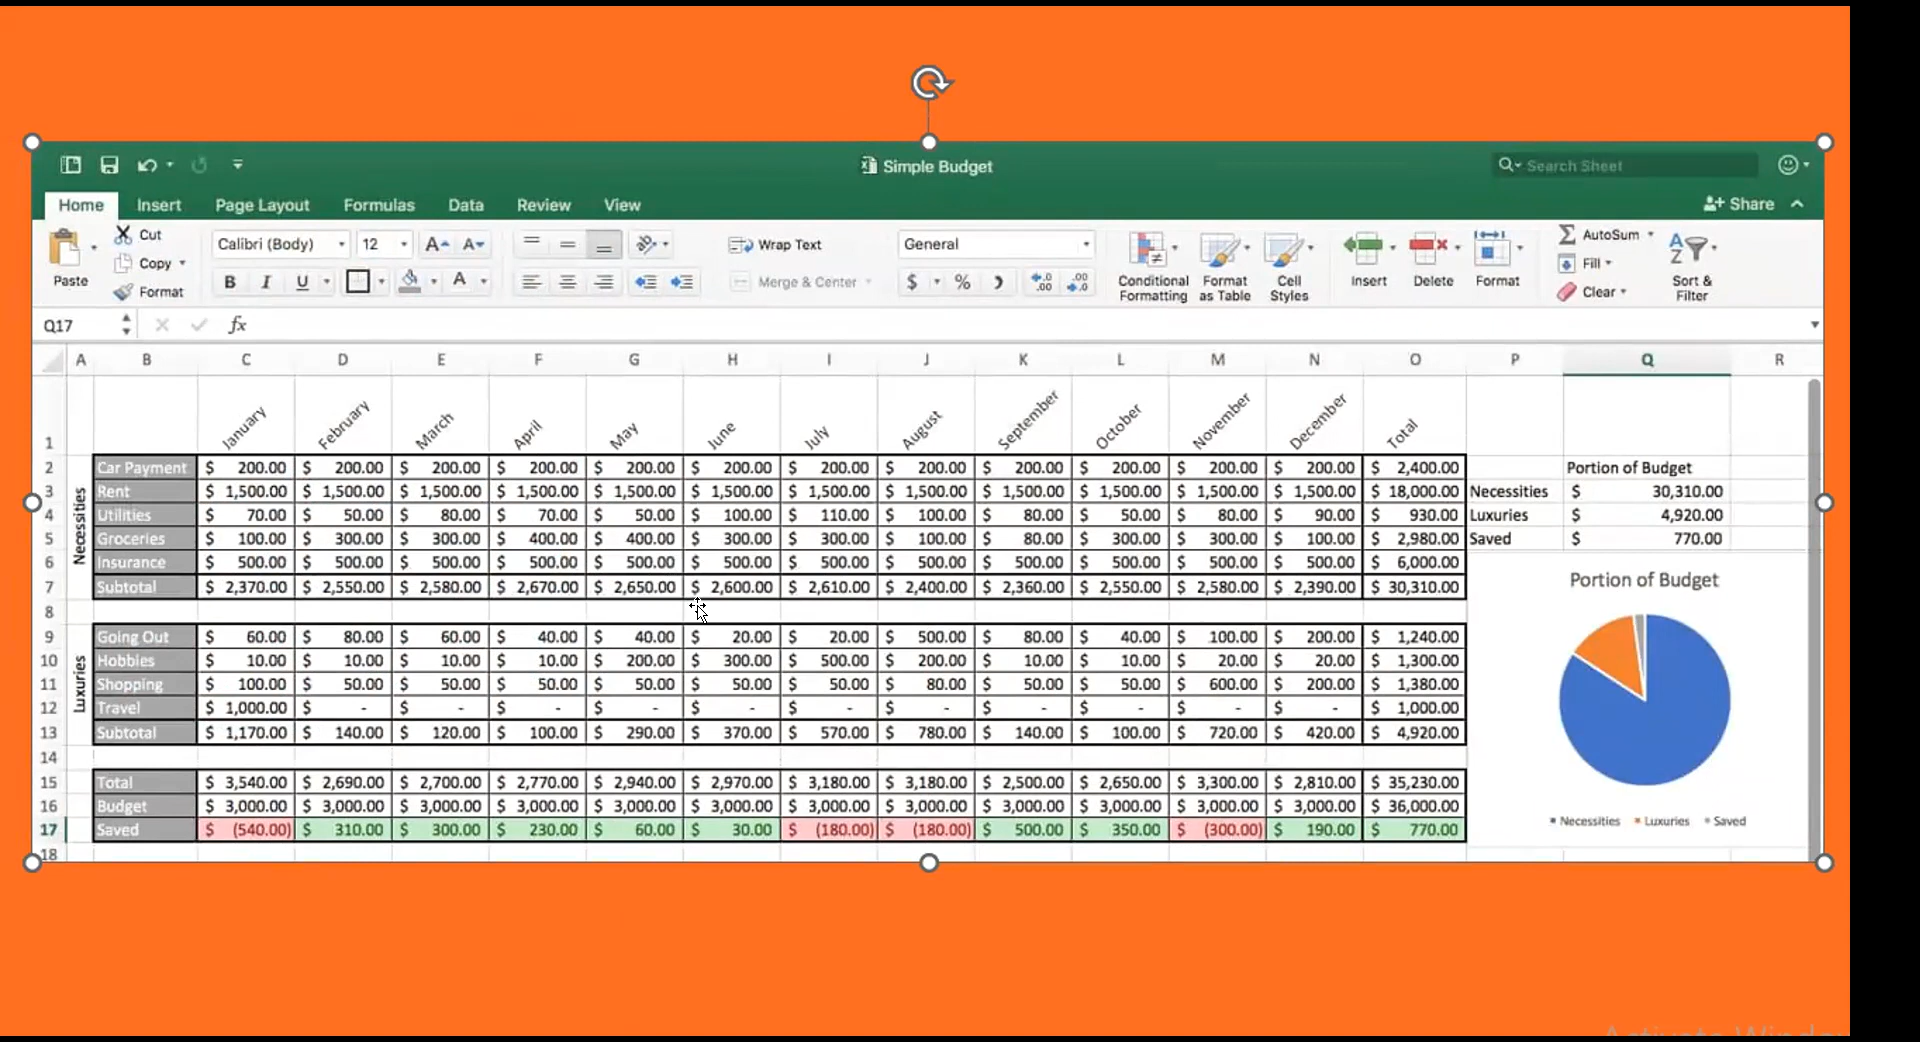 Simple Budget
Search Sheet
Home Insert Page Layout Formulas Data Review View
Share
Paste
Cut
Copy
Format
Calibri (Body) 12
B I U
Wrap Text
Merge & Center
General
$ %
Conditional Formatting
Format as Table
Cell Styles
Insert
Delete
Format
AutoSum
Fill
Clear
Sort & Filter
Q17 fx
A B C D E F G H I J K L M N O P Q R
1 January February March April May June July August September October November December Total
Necessities
2 Car Payment $ 200.00 $ 200.00 $ 200.00 $ 200.00 $ 200.00 $ 200.00 $ 200.00 $ 200.00 $ 200.00 $ 200.00 $ 200.00 $ 200.00 $ 2,400.00 Portion of Budget
3 Rent $ 1,500.00 $ 1,500.00 $ 1,500.00 $ 1,500.00 $ 1,500.00 $ 1,500.00 $ 1,500.00 $ 1,500.00 $ 1,500.00 $ 1,500.00 $ 1,500.00 $ 1,500.00 $ 18,000.00 Necessities $ 30,310.00
4 Utilities $ 70.00 $ 50.00 $ 80.00 $ 70.00 $ 50.00 $ 100.00 $ 110.00 $ 100.00 $ 80.00 $ 50.00 $ 80.00 $ 90.00 $ 930.00 Luxuries $ 4,920.00
5 Groceries $ 100.00 $ 300.00 $ 300.00 $ 400.00 $ 400.00 $ 300.00 $ 300.00 $ 100.00 $ 80.00 $ 300.00 $ 300.00 $ 100.00 $ 2,980.00 Saved $ 770.00
6 Insurance $ 500.00 $ 500.00 $ 500.00 $ 500.00 $ 500.00 $ 500.00 $ 500.00 $ 500.00 $ 500.00 $ 500.00 $ 500.00 $ 500.00 $ 6,000.00
7 Subtotal $ 2,370.00 $ 2,550.00 $ 2,580.00 $ 2,670.00 $ 2,650.00 $ 2,600.00 $ 2,610.00 $ 2,400.00 $ 2,360.00 $ 2,550.00 $ 2,580.00 $ 2,390.00 $ 30,310.00
8
Luxuries
9 Going Out $ 60.00 $ 80.00 $ 60.00 $ 40.00 $ 40.00 $ 20.00 $ 20.00 $ 500.00 $ 80.00 $ 40.00 $ 100.00 $ 200.00 $ 1,240.00
10 Hobbies $ 10.00 $ 10.00 $ 10.00 $ 10.00 $ 200.00 $ 300.00 $ 500.00 $ 200.00 $ 10.00 $ 10.00 $ 20.00 $ 20.00 $ 1,300.00
11 Shopping $ 100.00 $ 50.00 $ 50.00 $ 50.00 $ 50.00 $ 50.00 $ 50.00 $ 80.00 $ 50.00 $ 50.00 $ 600.00 $ 200.00 $ 1,380.00
12 Travel $ 1,000.00 $ - $ - $ - $ - $ - $ - $ - $ - $ - $ - $ - $ 1,000.00
13 Subtotal $ 1,170.00 $ 140.00 $ 120.00 $ 100.00 $ 290.00 $ 370.00 $ 570.00 $ 780.00 $ 140.00 $ 100.00 $ 720.00 $ 420.00 $ 4,920.00
14
15 Total $ 3,540.00 $ 2,690.00 $ 2,700.00 $ 2,770.00 $ 2,940.00 $ 2,970.00 $ 3,180.00 $ 3,180.00 $ 2,500.00 $ 2,650.00 $ 3,300.00 $ 2,810.00 $ 35,230.00
16 Budget $ 3,000.00 $ 3,000.00 $ 3,000.00 $ 3,000.00 $ 3,000.00 $ 3,000.00 $ 3,000.00 $ 3,000.00 $ 3,000.00 $ 3,000.00 $ 3,000.00 $ 3,000.00 $ 36,000.00
17 Saved $ (540.00) $ 310.00 $ 300.00 $ 230.00 $ 60.00 $ 30.00 $ (180.00) $ (180.00) $ 500.00 $ 350.00 $ (300.00) $ 190.00 $ 770.00
18
Portion of Budget
Necessities Luxuries Saved